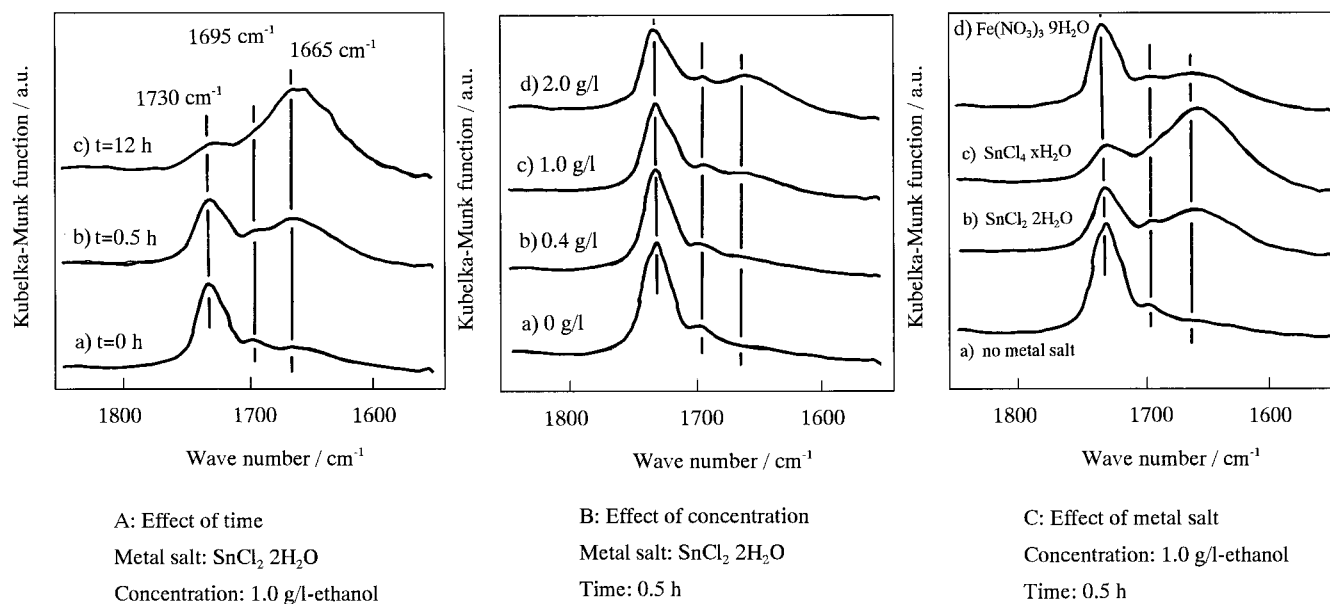 Kubelka-Munk function / a.u.
1695 cm-1
1665 cm-1
1730 cm-1
c) t=12 h
b) t=0.5 h
a) t=0 h
1800 1700 1600
Wave number / cm-1
A: Effect of time
Metal salt: SnCl2 2H2O
Concentration: 1.0 g/l-ethanol
Kubelka-Munk function / a.u.
d) 2.0 g/l
c) 1.0 g/l
b) 0.4 g/l
a) 0 g/l
1800 1700 1600
Wave number / cm-1
B: Effect of concentration
Metal salt: SnCl2 2H2O
Time: 0.5 h
Kubelka-Munk function / a.u.
d) Fe(NO3)3 9H2O
c) SnCl4 xH2O
b) SnCl2 2H2O
a) no metal salt
1800 1700 1600
Wave number / cm-1
C: Effect of metal salt
Concentration: 1.0 g/l-ethanol
Time: 0.5 h